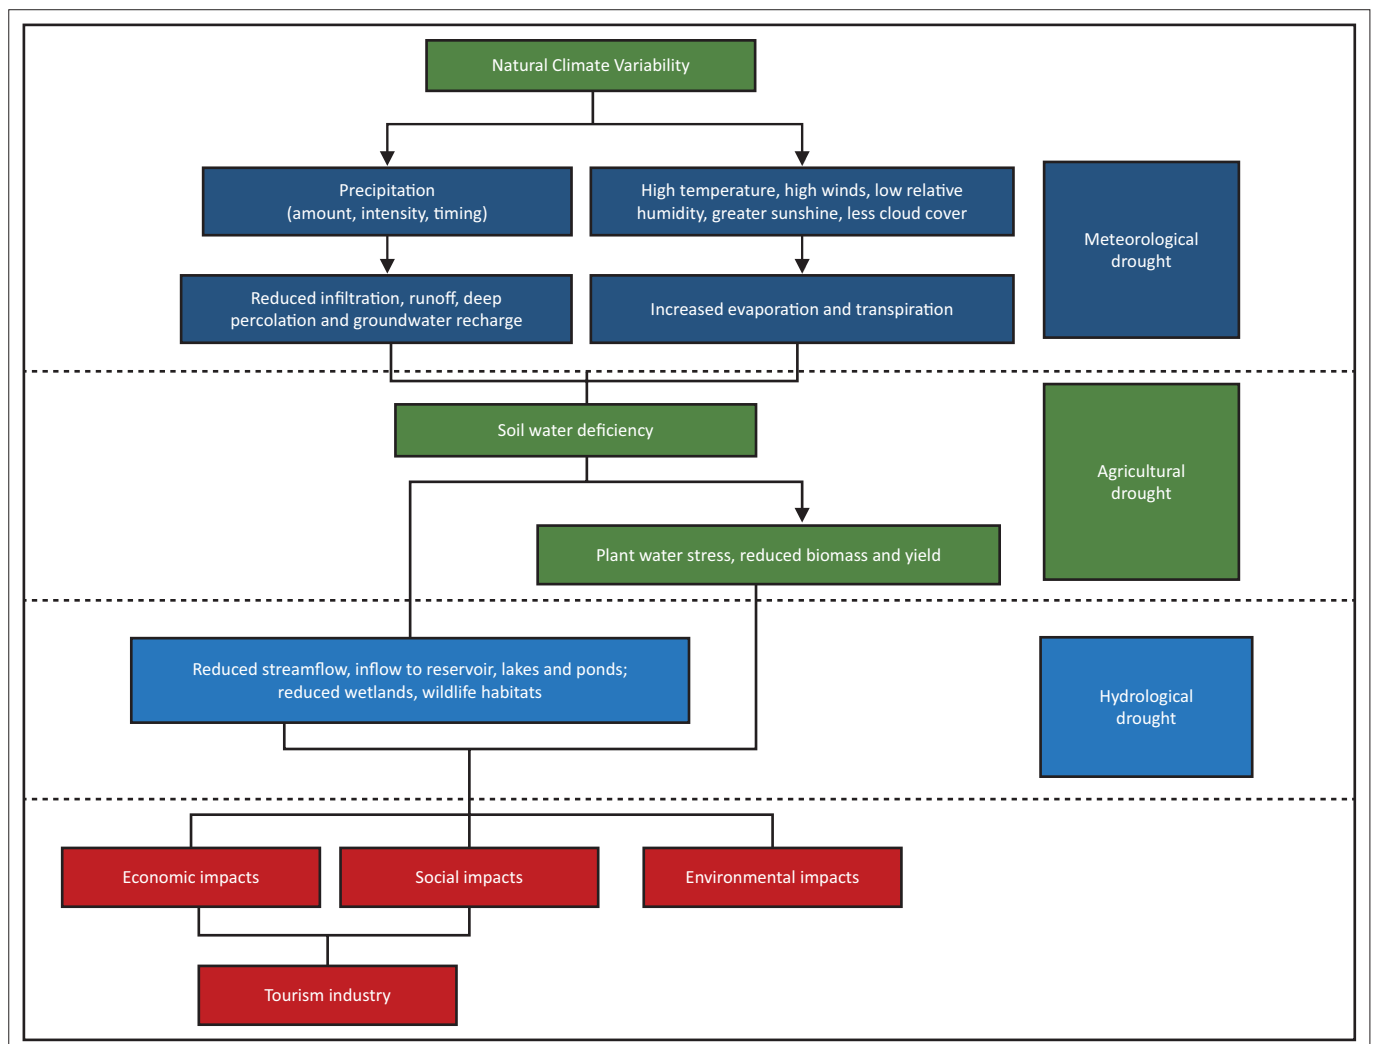 Natural Climate Variability
Precipitation
(amount, intensity, timing)
High temperature, high winds, low relative
humidity, greater sunshine, less cloud cover
Meteorological
drought
Reduced infiltration, runoff, deep
percolation and groundwater recharge
Increased evaporation and transpiration
Soil water deficiency
Agricultural
drought
Plant water stress, reduced biomass and yield
Reduced streamflow, inflow to reservoir, lakes and ponds;
reduced wetlands, wildlife habitats
Hydrological
drought
Economic impacts
Social impacts
Environmental impacts
Tourism industry